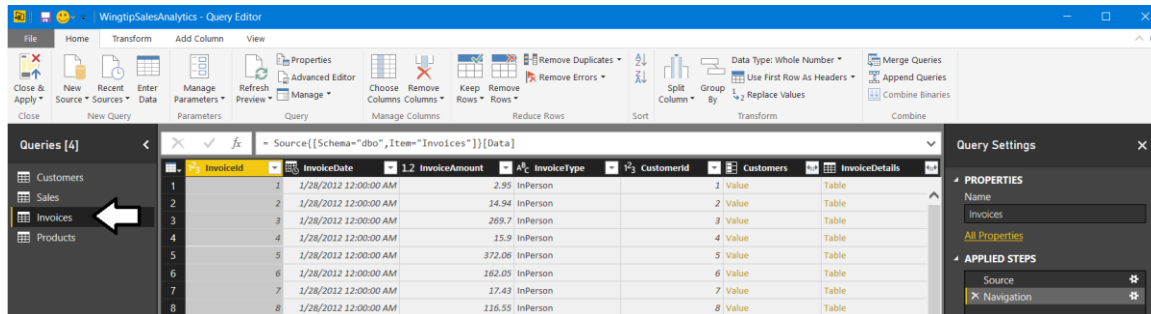 WingtipSalesAnalytics - Query Editor
File Home Transform Add Column View
Close & Apply New Source Recent Sources Enter Data Manage Parameters Refresh Preview Properties Advanced Editor Manage Choose Columns Remove Columns Keep Rows Remove Rows Remove Duplicates Remove Errors Split Column Group By Data Type: Whole Number Use First Row As Headers Replace Values Merge Queries Append Queries Combine Binaries
Close New Query Parameters Query Manage Columns Reduce Rows Sort Transform Combine
Queries [4] fx = Source{[Schema="dbo",Item="Invoices"]}[Data] Query Settings
Customers
Sales
Invoices
Products
InvoiceId InvoiceDate 1.2 InvoiceAmount ABC InvoiceType 123 CustomerId Customers InvoiceDetails
1 1 1/28/2012 12:00:00 AM 2.95 InPerson 1 Value Table
2 2 1/28/2012 12:00:00 AM 14.94 InPerson 2 Value Table
3 3 1/28/2012 12:00:00 AM 269.7 InPerson 3 Value Table
4 4 1/28/2012 12:00:00 AM 15.9 InPerson 4 Value Table
5 5 1/28/2012 12:00:00 AM 372.06 InPerson 5 Value Table
6 6 1/28/2012 12:00:00 AM 162.05 InPerson 6 Value Table
7 7 1/28/2012 12:00:00 AM 17.43 InPerson 7 Value Table
8 8 1/28/2012 12:00:00 AM 116.55 InPerson 8 Value Table
PROPERTIES
Name
Invoices
All Properties
APPLIED STEPS
Source
Navigation